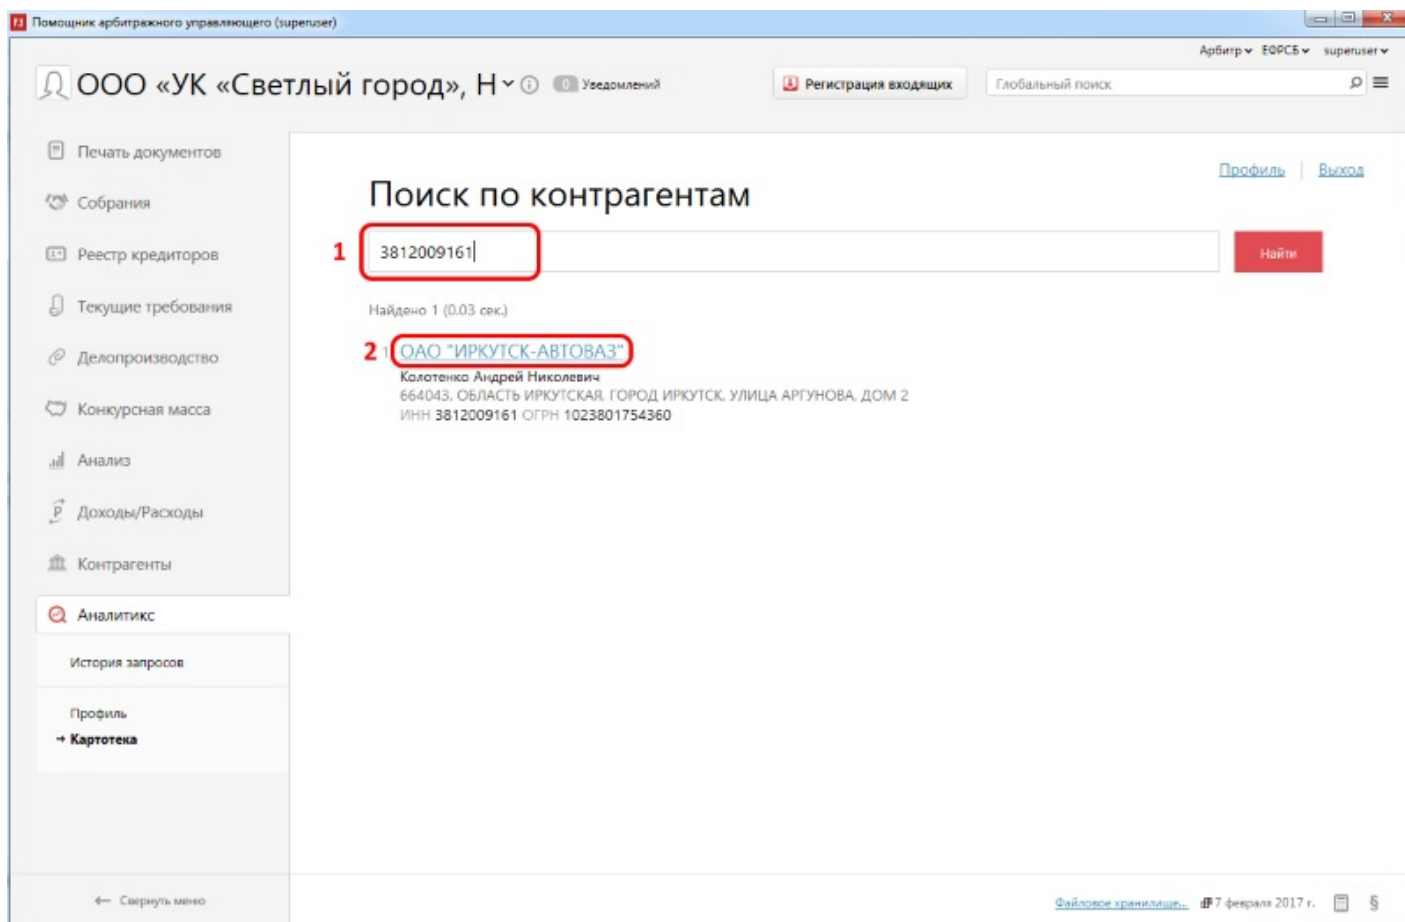 Помощник арбитражного управляющего (superuser)
Арбитр ЕФРСБ superuser
ООО «УК «Светлый город», Н
0 Уведомлений
Регистрация входящих
Глобальный поиск
Печать документов
Собрания
Реестр кредиторов
Текущие требования
Делопроизводство
Конкурсная масса
Анализ
Доходы/Расходы
Контрагенты
Аналитикс
История запросов
Профиль
→ Картотека
← Свернуть меню
Профиль | Выход
Поиск по контрагентам
1 3812009161
Найти
Найдено 1 (0.03 сек.)
2 1 ОАО "ИРКУТСК-АВТОВАЗ"
Колотенко Андрей Николевич
664043, ОБЛАСТЬ ИРКУТСКАЯ, ГОРОД ИРКУТСК, УЛИЦА АРГУНОВА, ДОМ 2
ИНН 3812009161 ОГРН 1023801754360
Файловое хранилище... 7 февраля 2017 г. §